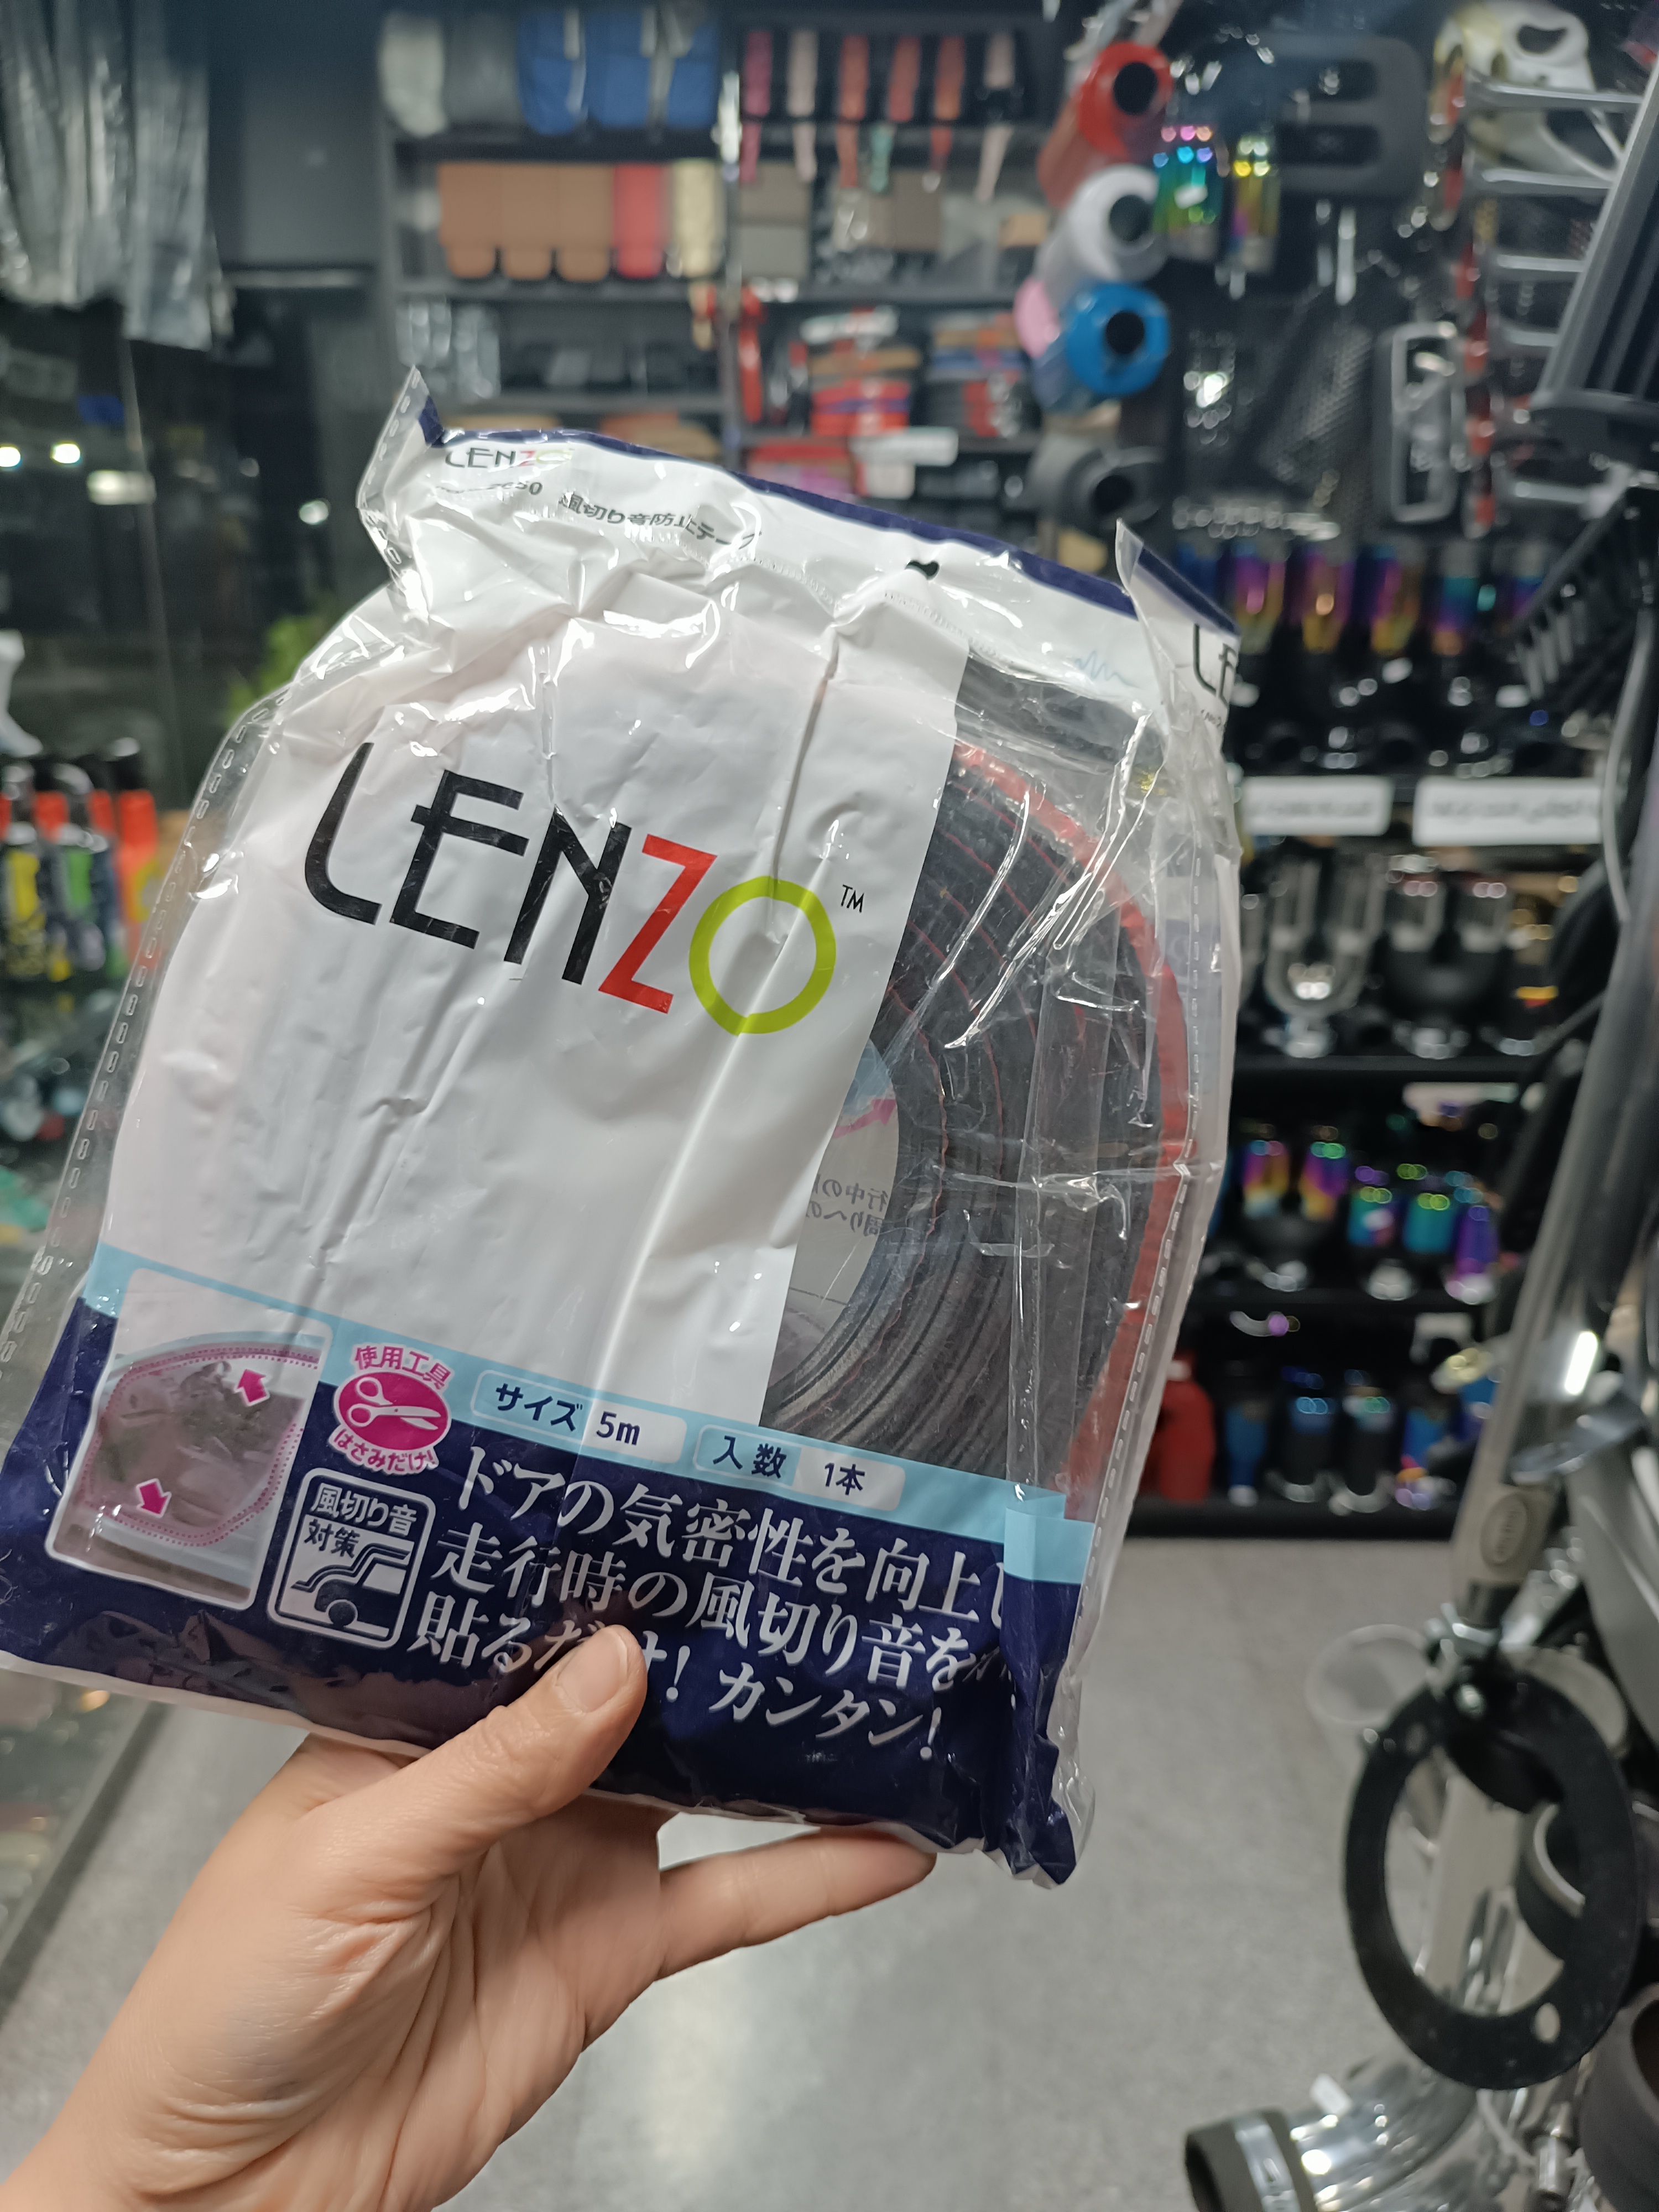 LENZO
風切り音防止テープ
LENZO™
使用工具
はさみだけ!
サイズ 5m
入数 1本
風切り音
対策
ドアの気密性を向上し
走行時の風切り音を
貼るだけ! カンタン!